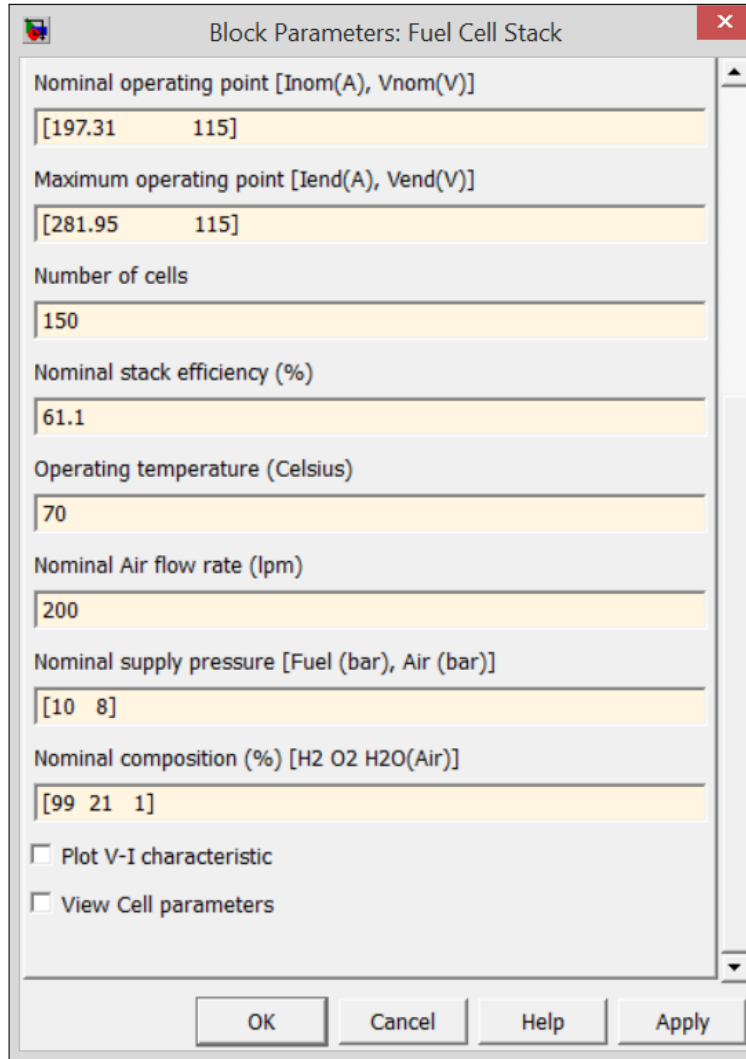 Block Parameters: Fuel Cell Stack
Nominal operating point [Inom(A), Vnom(V)]
[197.31 115]
Maximum operating point [Iend(A), Vend(V)]
[281.95 115]
Number of cells
150
Nominal stack efficiency (%)
61.1
Operating temperature (Celsius)
70
Nominal Air flow rate (lpm)
200
Nominal supply pressure [Fuel (bar), Air (bar)]
[10 8]
Nominal composition (%) [H2 O2 H2O(Air)]
[99 21 1]
Plot V-I characteristic
View Cell parameters
OK Cancel Help Apply